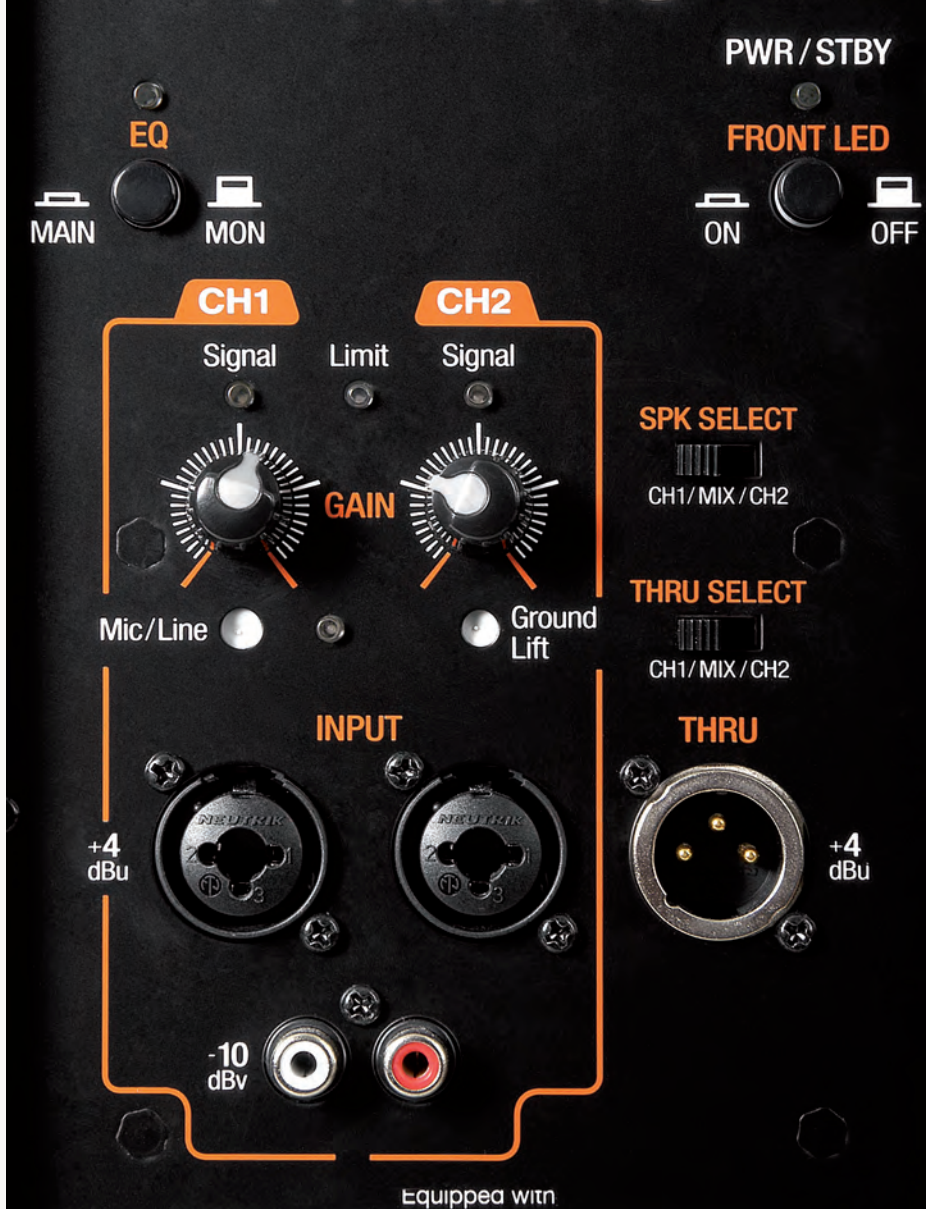 PWR / STBY
EQ
FRONT LED
MAIN
MON
ON
OFF
CH1
CH2
Signal
Limit
Signal
GAIN
SPK SELECT
CH1/ MIX / CH2
Mic/Line
Ground
Lift
THRU SELECT
CH1/ MIX / CH2
INPUT
THRU
NEUTRIK
2
1
3
NEUTRIK
2
1
3
+4
dBu
+4
dBu
-10
dBv
Equipped with